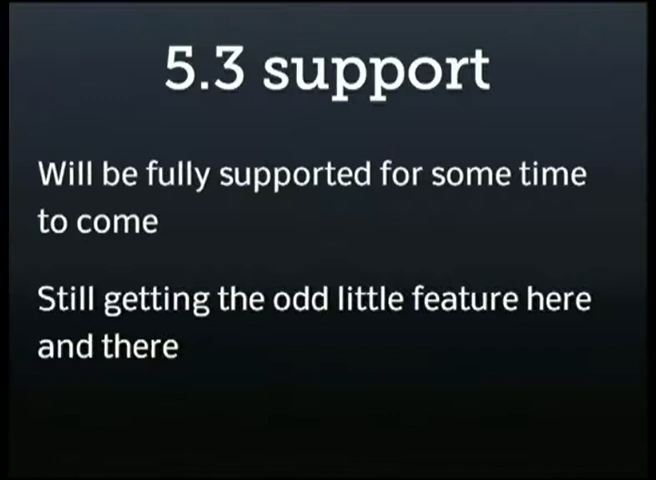 5.3 support
Will be fully supported for some time
to come
Still getting the odd little feature here
and there